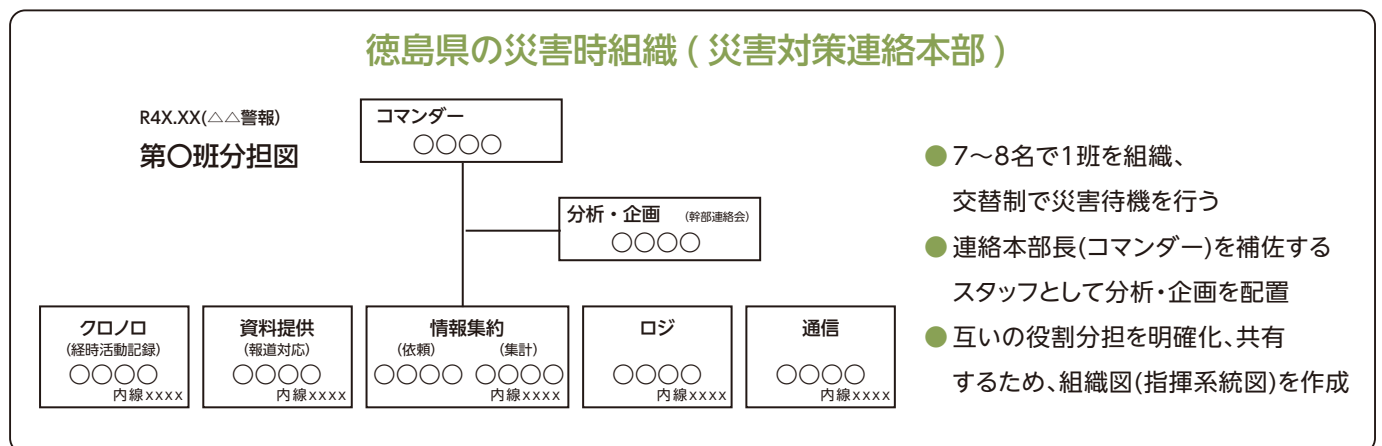 徳島県の災害時組織 ( 災害対策連絡本部 )
R4X.XX(△△警報)
第〇班分担図
コマンダー
〇〇〇〇
分析・企画 (幹部連絡会)
〇〇〇〇
クロノロ
(経時活動記録)
〇〇〇〇
内線xxxx
資料提供
(報道対応)
〇〇〇〇
内線xxxx
情報集約
(依頼) (集計)
〇〇〇〇 〇〇〇〇
内線xxxx
ロジ
〇〇〇〇
内線xxxx
通信
〇〇〇〇
内線xxxx
● 7～8名で1班を組織、
交替制で災害待機を行う
● 連絡本部長(コマンダー)を補佐する
スタッフとして分析・企画を配置
● 互いの役割分担を明確化、共有
するため、組織図(指揮系統図)を作成